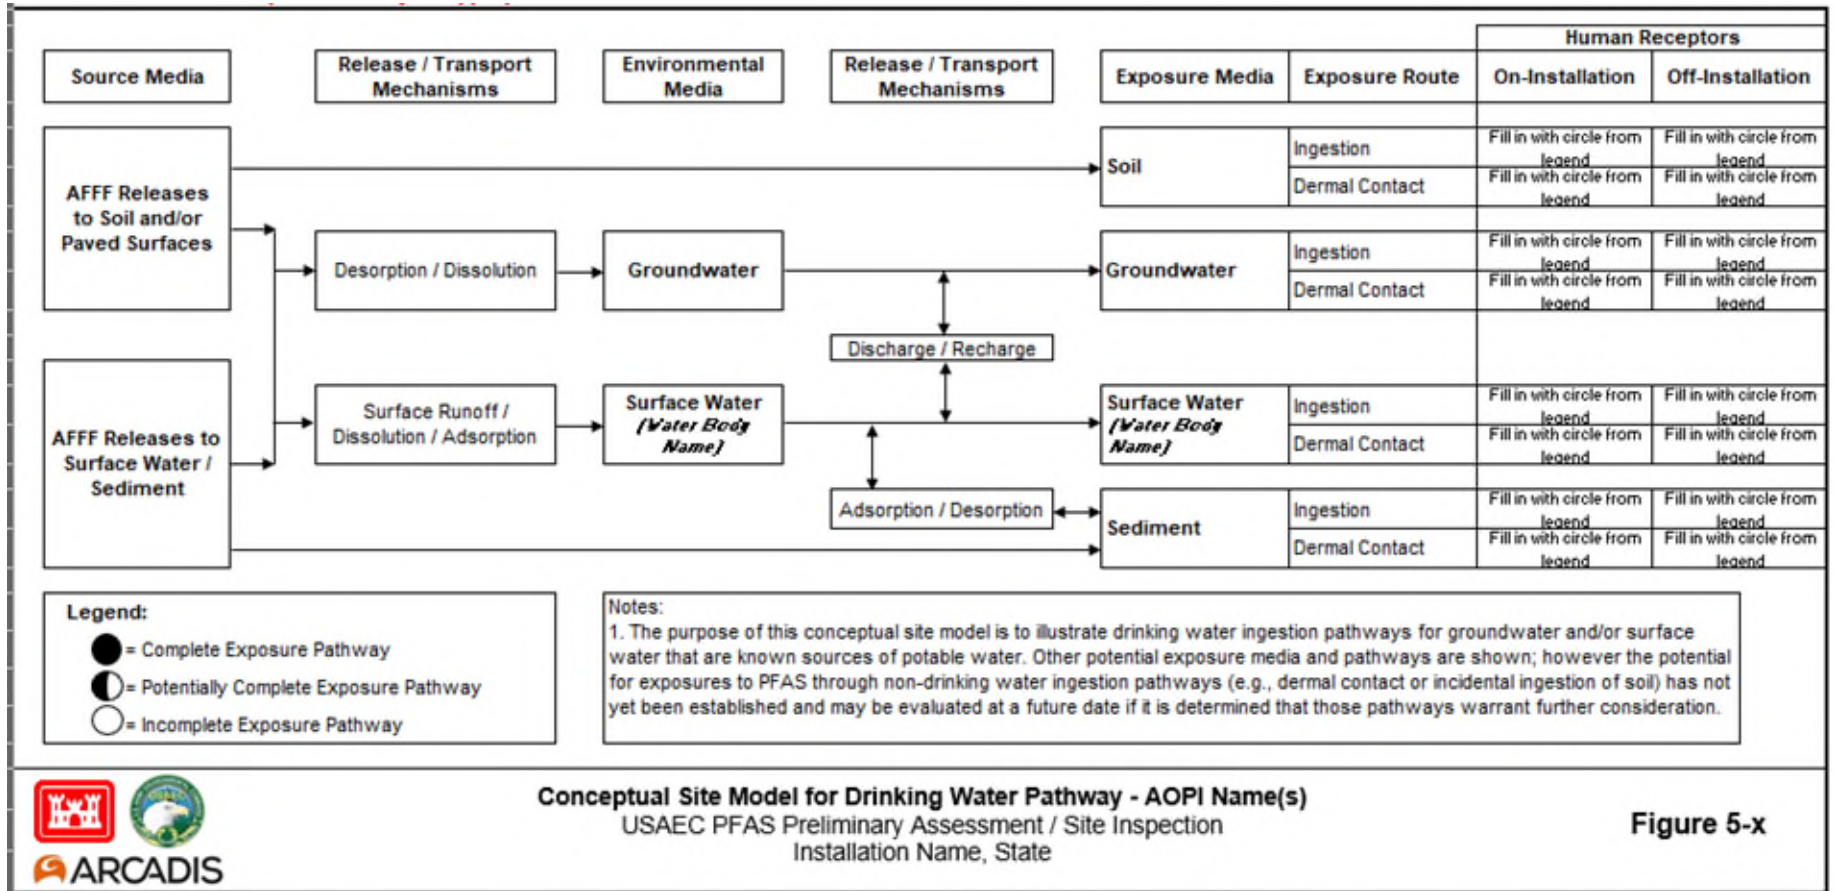 Human Receptors
Source Media
Release / Transport
Mechanisms
Environmental
Media
Release / Transport
Mechanisms
Exposure Media
Exposure Route
On-Installation
Off-Installation
AFFF Releases
to Soil and/or
Paved Surfaces
Soil
Ingestion
Fill in with circle from
legend
Fill in with circle from
legend
Dermal Contact
Fill in with circle from
legend
Fill in with circle from
legend
Desorption / Dissolution
Groundwater
Groundwater
Ingestion
Fill in with circle from
legend
Fill in with circle from
legend
Dermal Contact
Fill in with circle from
legend
Fill in with circle from
legend
Discharge / Recharge
AFFF Releases to
Surface Water /
Sediment
Surface Runoff /
Dissolution / Adsorption
Surface Water
(Water Body
Name)
Surface Water
(Water Body
Name)
Ingestion
Fill in with circle from
legend
Fill in with circle from
legend
Dermal Contact
Fill in with circle from
legend
Fill in with circle from
legend
Adsorption / Desorption
Sediment
Ingestion
Fill in with circle from
legend
Fill in with circle from
legend
Dermal Contact
Fill in with circle from
legend
Fill in with circle from
legend
Legend:
= Complete Exposure Pathway
= Potentially Complete Exposure Pathway
= Incomplete Exposure Pathway
Notes:
1. The purpose of this conceptual site model is to illustrate drinking water ingestion pathways for groundwater and/or surface
water that are known sources of potable water. Other potential exposure media and pathways are shown; however the potential
for exposures to PFAS through non-drinking water ingestion pathways (e.g., dermal contact or incidental ingestion of soil) has not
yet been established and may be evaluated at a future date if it is determined that those pathways warrant further consideration.
ARCADIS
Conceptual Site Model for Drinking Water Pathway - AOPI Name(s)
USAEC PFAS Preliminary Assessment / Site Inspection
Installation Name, State
Figure 5-x